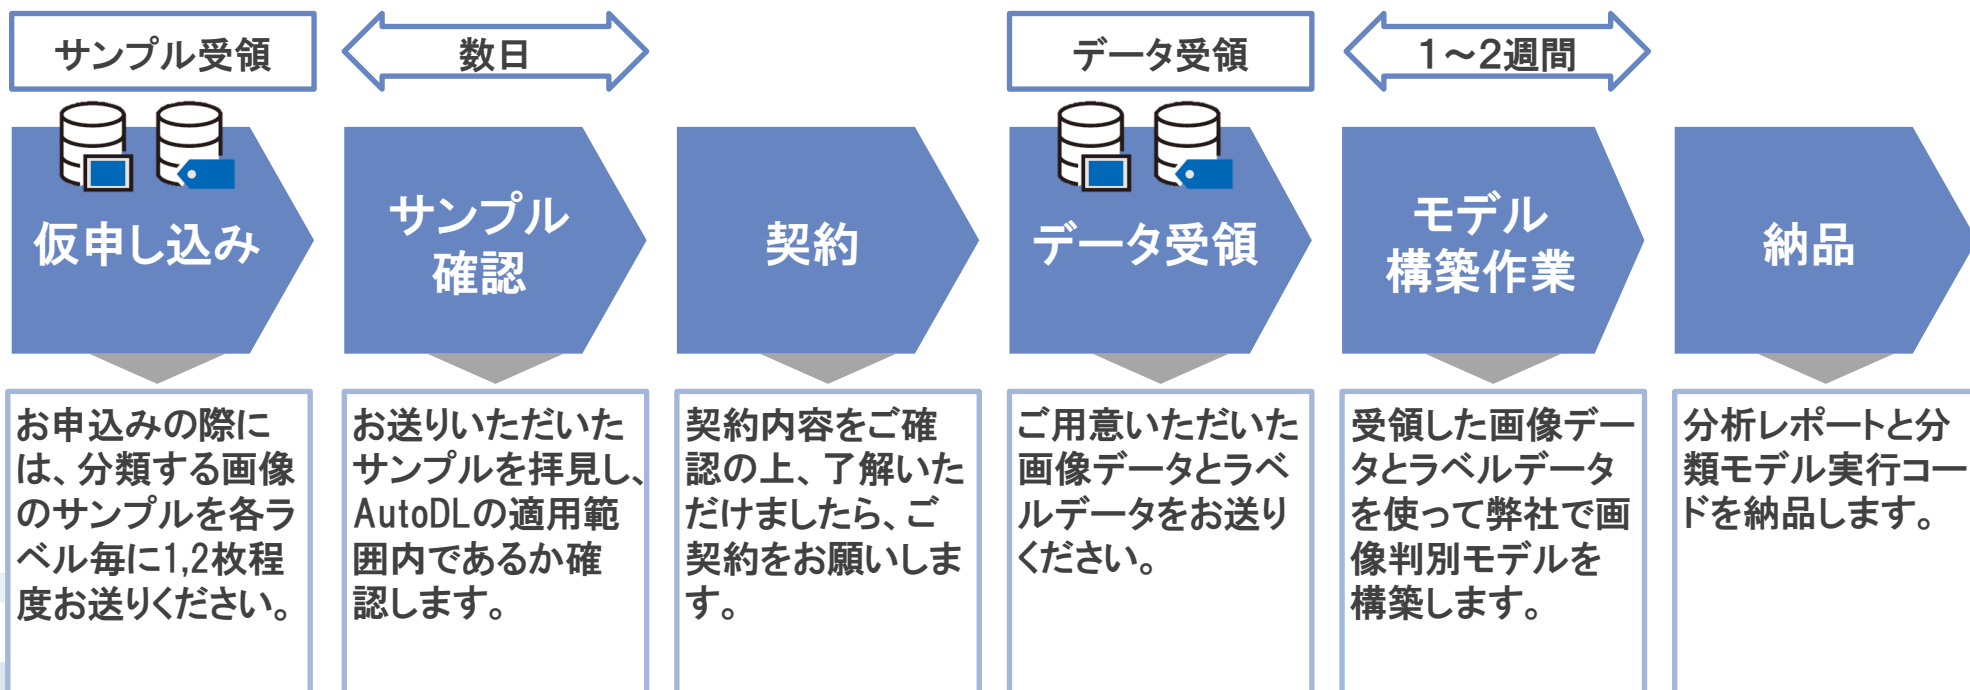 サンプル受領
数日
データ受領
1～2週間
仮申し込み
サンプル
確認
契約
データ受領
モデル
構築作業
納品
お申込みの際に
は、分類する画像
のサンプルを各ラ
ベル毎に1,2枚程
度お送りください。
お送りいただいた
サンプルを拝見し、
AutoDLの適用範
囲内であるか確
認します。
契約内容をご確
認の上、了解いた
だけましたら、ご
契約をお願いしま
す。
ご用意いただいた
画像データとラベ
ルデータをお送り
ください。
受領した画像デー
タとラベルデータ
を使って弊社で画
像判別モデルを
構築します。
分析レポートと分
類モデル実行コー
ドを納品します。